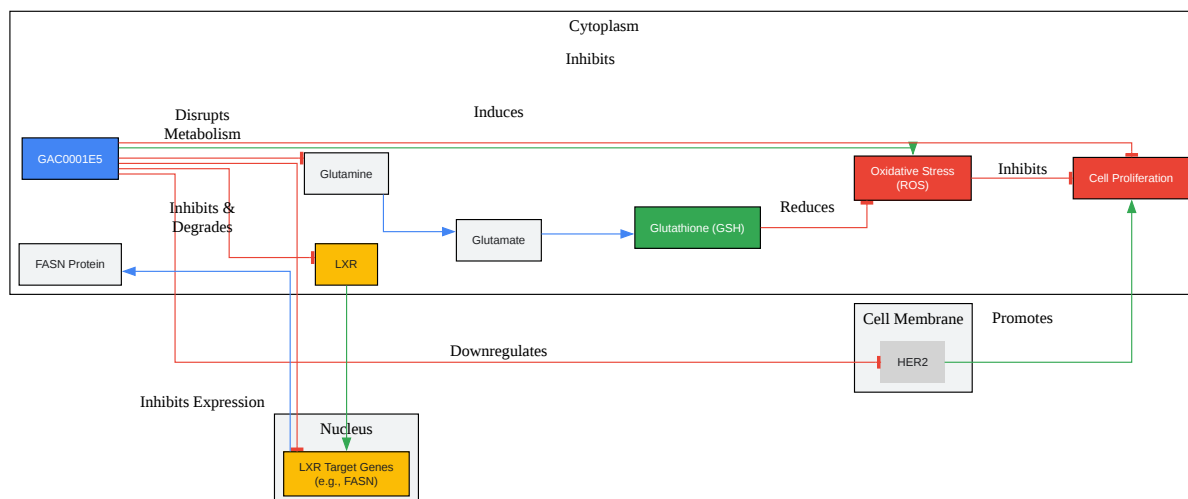 Cytoplasm
Inhibits
Induces
Disrupts
Metabolism
GAC0001E5
Glutamine
Oxidative Stress
(ROS)
Inhibits
Cell Proliferation
Inhibits &
Degrades
Reduces
Glutathione (GSH)
Glutamate
FASN Protein
LXR
Cell Membrane
Promotes
Downregulates
HER2
Inhibits Expression
Nucleus
LXR Target Genes
(e.g., FASN)